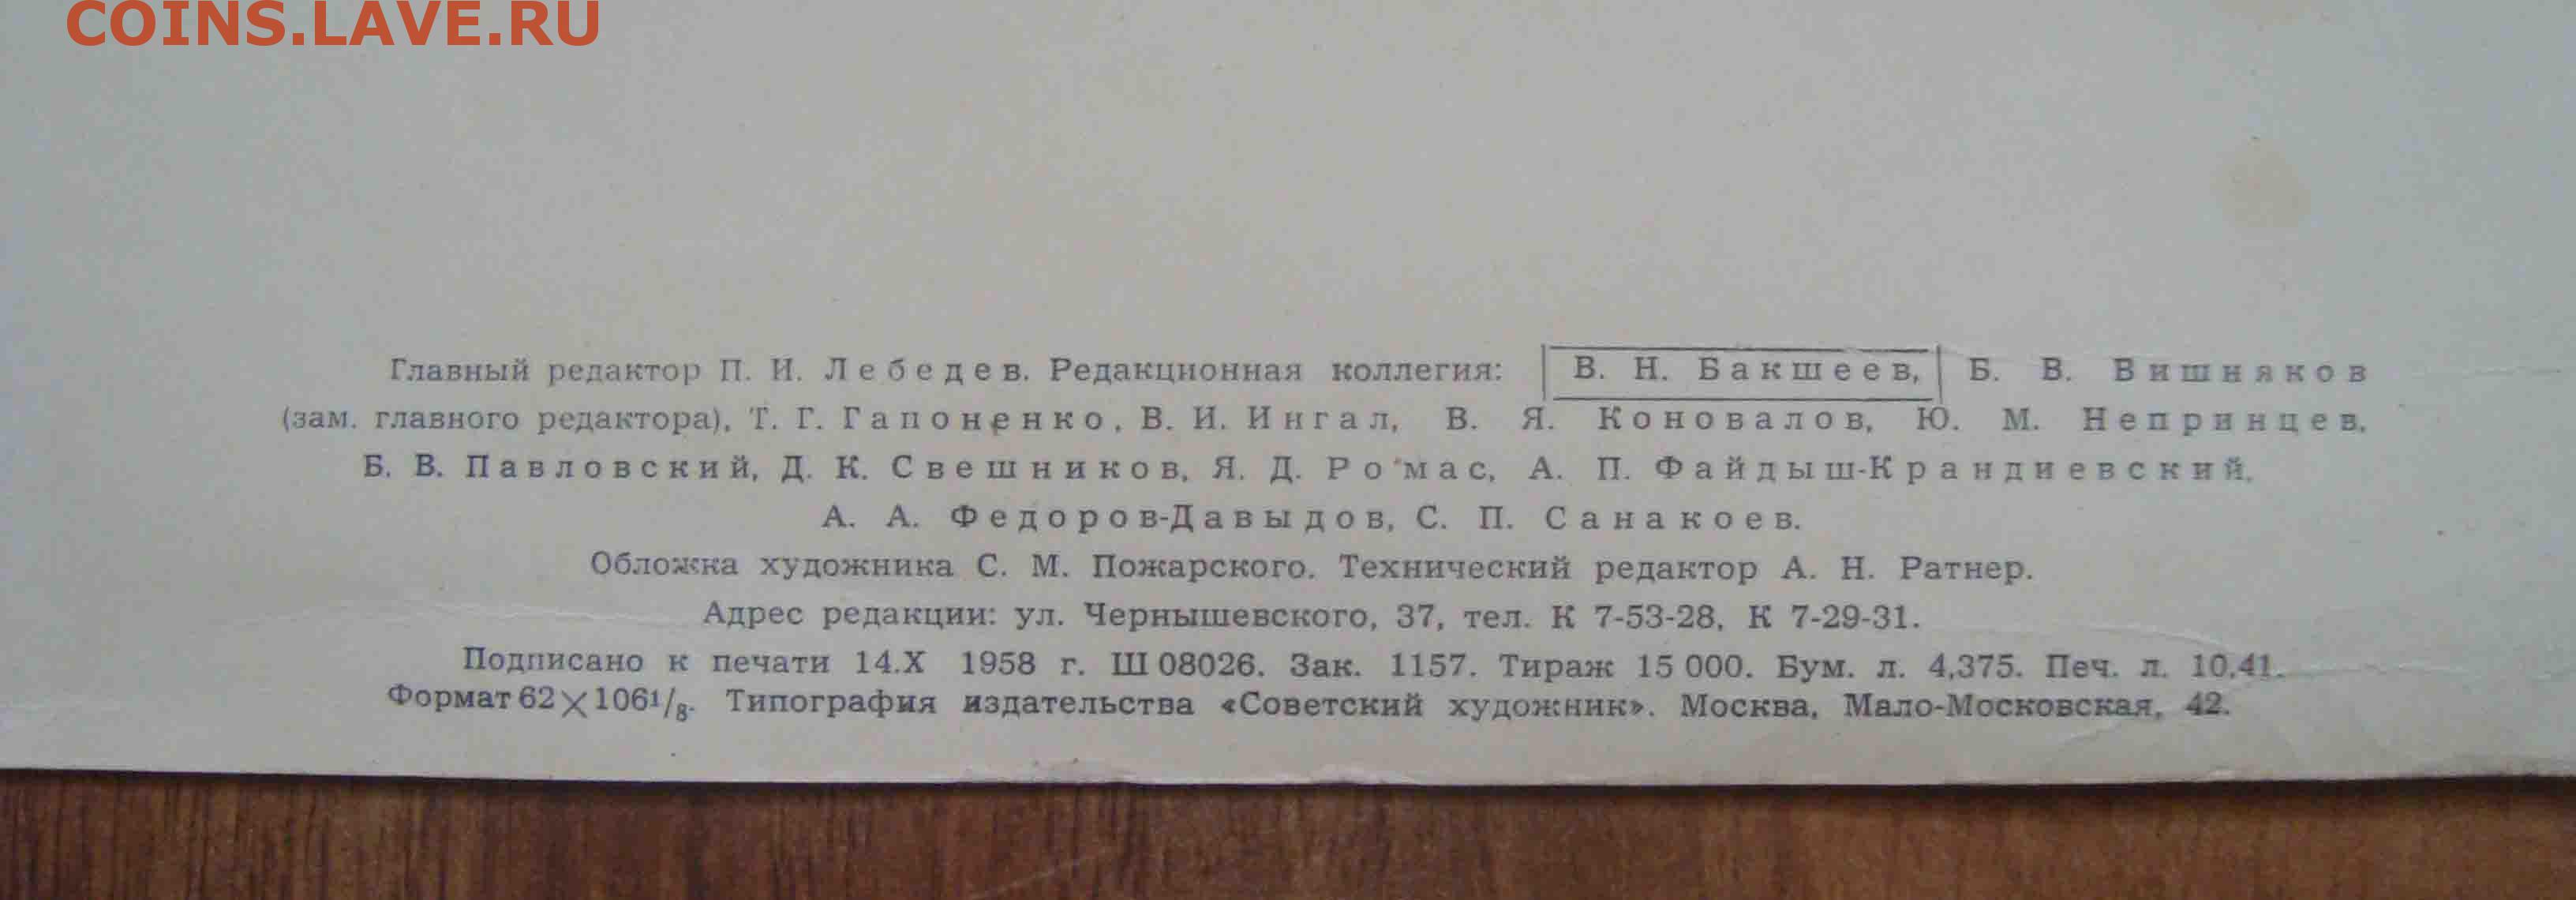 COINS.LAVE.RU
Главный редактор П. И. Лебедев. Редакционная коллегия: В. Н. Бакшеев, Б. В. Вишняков
(зам. главного редактора), Т. Г. Гапоненко, В. И. Ингал, В. Я. Коновалов, Ю. М. Непринцев,
Б. В. Павловский, Д. К. Свешников, Я. Д. Ромас, А. П. Файдыш-Крандиевский,
А. А. Федоров-Давыдов, С. П. Санакоев.
Обложка художника С. М. Пожарского. Технический редактор А. Н. Ратнер.
Адрес редакции: ул. Чернышевского, 37, тел. К 7-53-28, К 7-29-31.
Подписано к печати 14.X 1958 г. Ш 08026. Зак. 1157. Тираж 15 000. Бум. л. 4,375. Печ. л. 10,41.
Формат 62×106¹/₈. Типография издательства «Советский художник». Москва, Мало-Московская, 42.